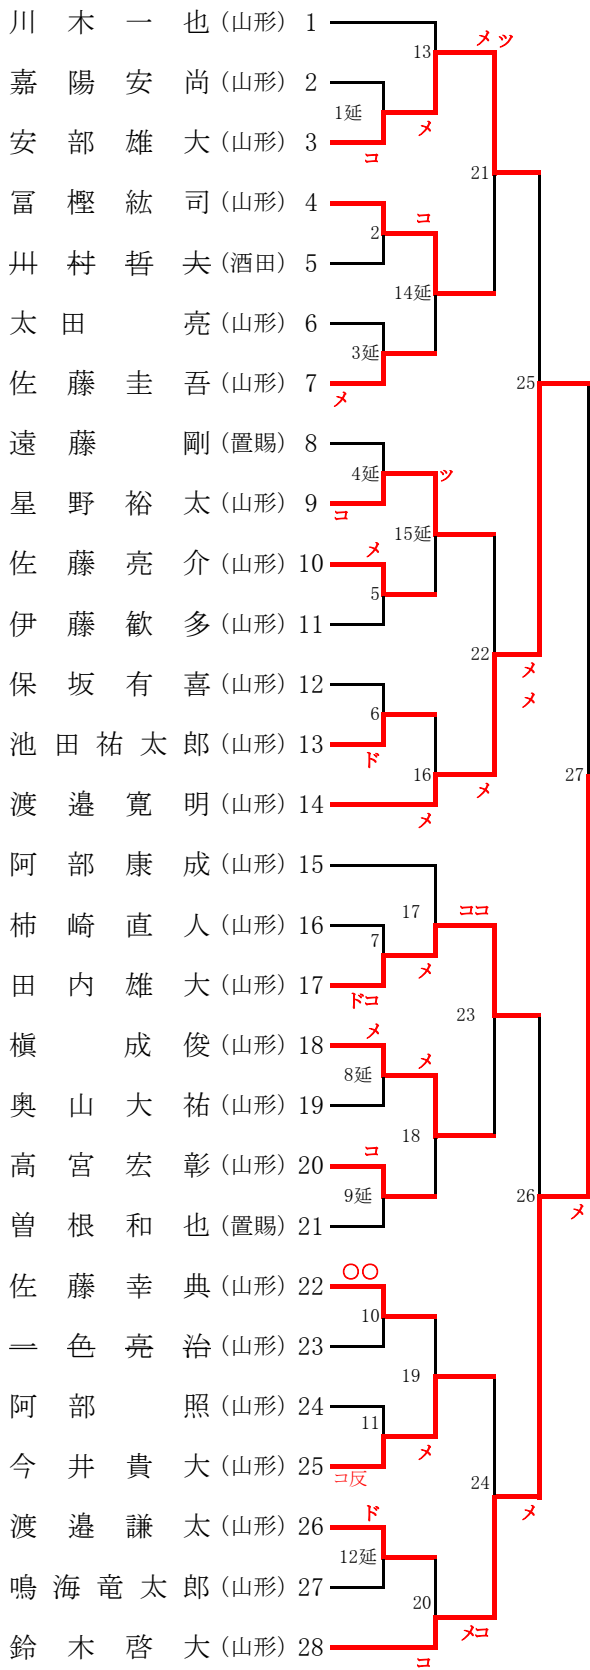 川木一也(山形) 1
13
メツ
嘉陽安尚(山形) 2
1延
メ
安部雄大(山形) 3
コ
21
冨樫紘司(山形) 4
コ
2
卅村哲大(酒田) 5
14延
太田亮(山形) 6
3延
佐藤圭吾(山形) 7
メ
25
遠藤剛(置賜) 8
4延
ツ
星野裕太(山形) 9
コ
15延
佐藤亮介(山形) 10
メ
5
伊藤歓多(山形) 11
22
メ
メ
保坂有喜(山形) 12
6
池田祐太郎(山形) 13
ド
16
メ
27
渡邉寛明(山形) 14
メ
阿部康成(山形) 15
17
ココ
柿崎直人(山形) 16
7
メ
田内雄大(山形) 17
ドコ
23
槇成俊(山形) 18
メ
8延
メ
奥山大祐(山形) 19
18
高宮宏彰(山形) 20
コ
9延
26
メ
曽根和也(置賜) 21
佐藤幸典(山形) 22
○○
10
一色亮治(山形) 23
19
阿部照(山形) 24
11
メ
今井貴大(山形) 25
コ反
24
メ
渡邉謙太(山形) 26
ド
12延
鳴海竜太郎(山形) 27
20
メコ
鈴木啓大(山形) 28
コ